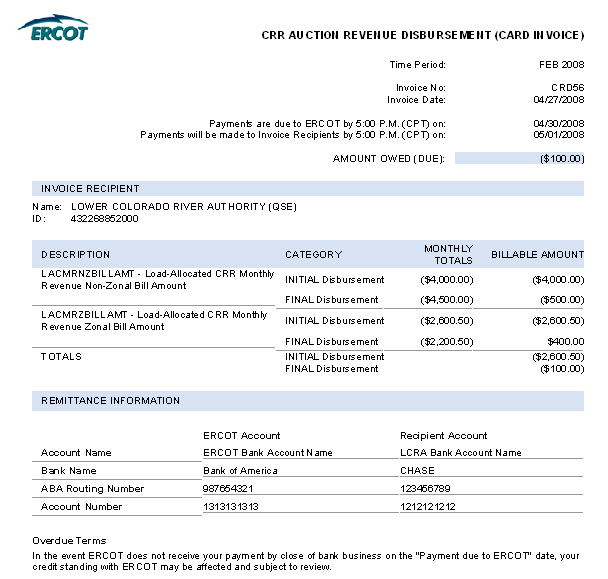 ERCOT
CRR AUCTION REVENUE DISBURSEMENT (CARD INVOICE)
Time Period: FEB 2008
Invoice No: CRD56
Invoice Date: 04/27/2008
Payments are due to ERCOT by 5:00 P.M. (CPT) on: 04/30/2008
Payments will be made to Invoice Recipients by 5:00 P.M. (CPT) on: 05/01/2008
AMOUNT OWED (DUE): ($100.00)
INVOICE RECIPIENT
Name: LOWER COLORADO RIVER AUTHORITY (QSE)
ID: 432268852000
MONTHLY
DESCRIPTION CATEGORY TOTALS BILLABLE AMOUNT
LACMRNZBILLAMT - Load-Allocated CRR Monthly
Revenue Non-Zonal Bill Amount
INITIAL Disbursement ($4,000.00) ($4,000.00)
FINAL Disbursement ($4,500.00) ($500.00)
LACMRZBILLAMT - Load-Allocated CRR Monthly
Revenue Zonal Bill Amount
INITIAL Disbursement ($2,600.50) ($2,600.50)
FINAL Disbursement ($2,200.50) $400.00
TOTALS INITIAL Disbursement ($2,600.50)
FINAL Disbursement ($100.00)
REMITTANCE INFORMATION
ERCOT Account Recipient Account
Account Name ERCOT Bank Account Name LCRA Bank Account Name
Bank Name Bank of America CHASE
ABA Routing Number 987654321 123456789
Account Number 1313131313 1212121212
Overdue Terms
In the event ERCOT does not receive your payment by close of bank business on the "Payment due to ERCOT" date, your
credit standing with ERCOT may be affected and subject to review.